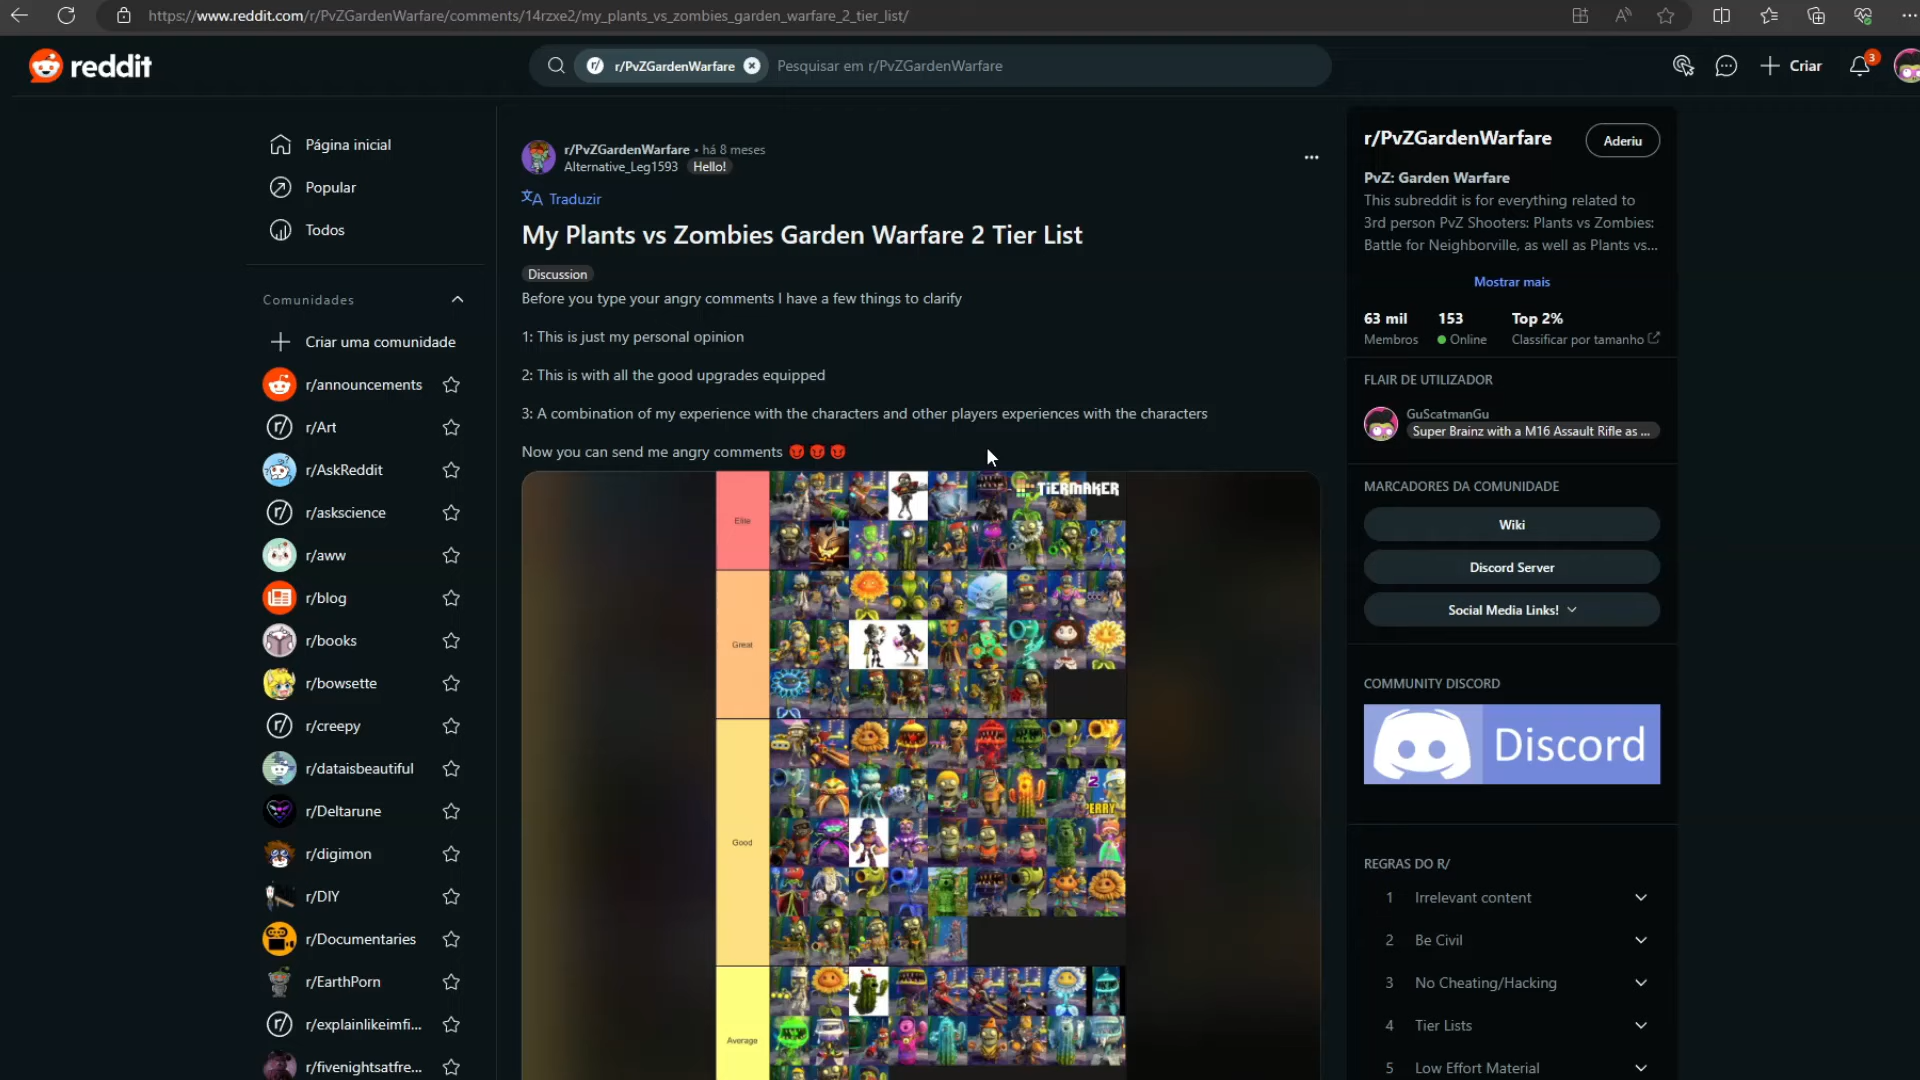 https://www.reddit.com/r/PvZGardenWarfare/comments/14rzxe2/my_plants_vs_zombies_garden_warfare_2_tier_list/
reddit
r/PvZGardenWarfare
Pesquisar em r/PvZGardenWarfare
Criar
3
Página inicial
Popular
Todos
Comunidades
Criar uma comunidade
r/announcements
r/Art
r/AskReddit
r/askscience
r/aww
r/blog
r/books
r/bowsette
r/creepy
r/dataisbeautiful
r/Deltarune
r/digimon
r/DIY
r/Documentaries
r/EarthPorn
r/explainlikeimfi...
r/fivenightsatfre...
r/PvZGardenWarfare • há 8 meses
Alternative_Leg1593 Hello!
Traduzir
My Plants vs Zombies Garden Warfare 2 Tier List
Discussion
Before you type your angry comments I have a few things to clarify
1: This is just my personal opinion
2: This is with all the good upgrades equipped
3: A combination of my experience with the characters and other players experiences with the characters
Now you can send me angry comments
TiERMAKER
Elite
Great
Good
2
PERRY
Average
r/PvZGardenWarfare
Aderiu
PvZ: Garden Warfare
This subreddit is for everything related to
3rd person PvZ Shooters: Plants vs Zombies:
Battle for Neighborville, as well as Plants vs...
Mostrar mais
63 mil 153 Top 2%
Membros Online Classificar por tamanho
FLAIR DE UTILIZADOR
GuScatmanGu
Super Brainz with a M16 Assault Rifle as ...
MARCADORES DA COMUNIDADE
Wiki
Discord Server
Social Media Links!
COMMUNITY DISCORD
Discord
REGRAS DO R/
1 Irrelevant content
2 Be Civil
3 No Cheating/Hacking
4 Tier Lists
5 Low Effort Material